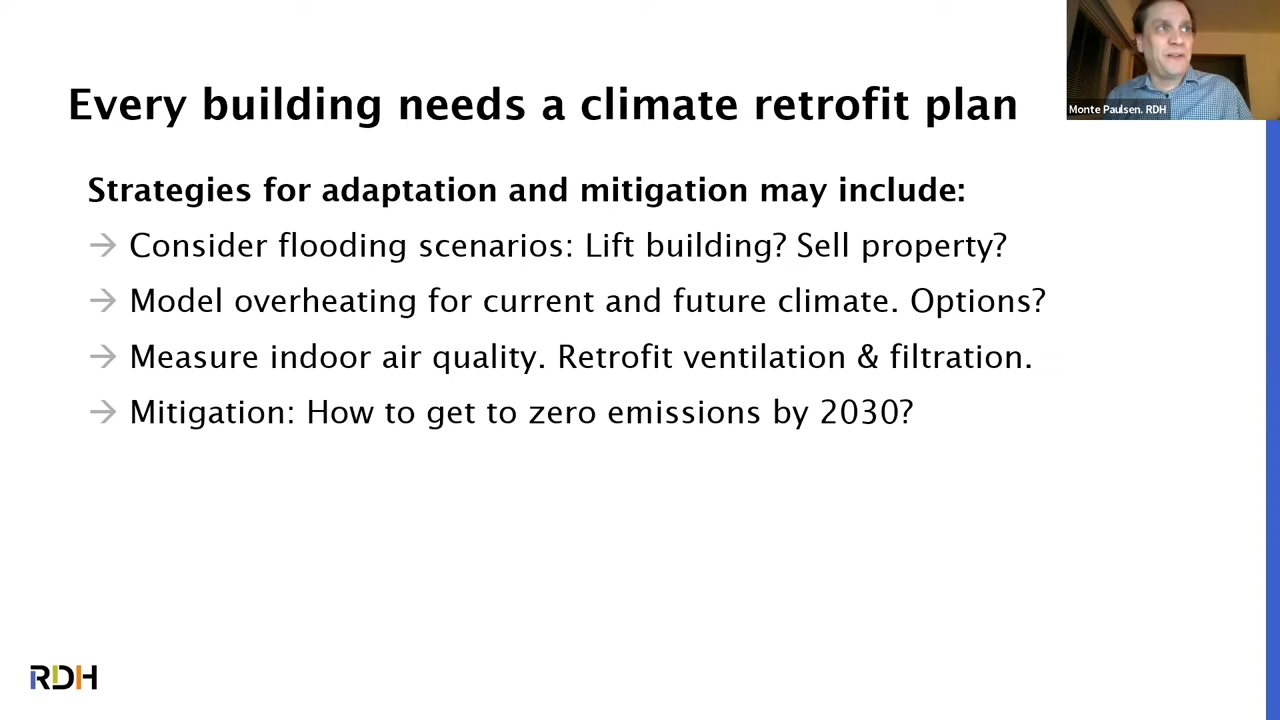 Every building needs a climate retrofit plan
Monte Paulsen. RDH
Strategies for adaptation and mitigation may include:
→ Consider flooding scenarios: Lift building? Sell property?
→ Model overheating for current and future climate. Options?
→ Measure indoor air quality. Retrofit ventilation & filtration.
→ Mitigation: How to get to zero emissions by 2030?
RDH